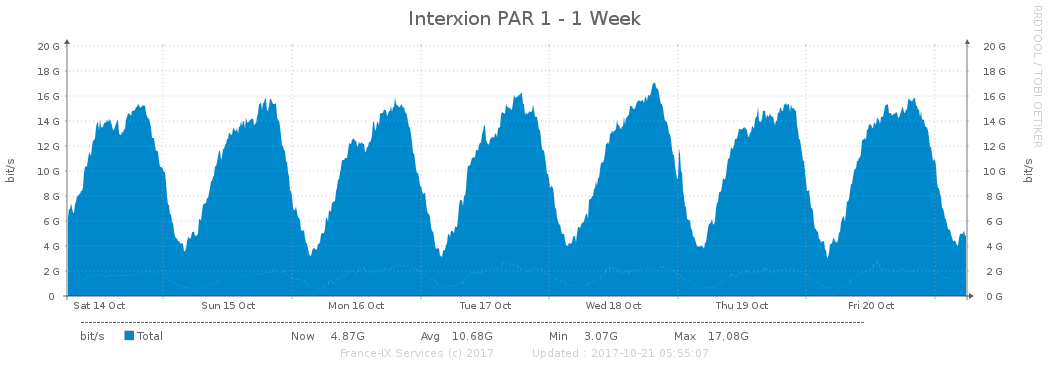 Interxion PAR 1 - 1 Week
RRDTOOL / TOBI OETIKER
20 G 20 G
18 G 18 G
16 G 16 G
14 G 14 G
12 G 12 G
10 G 10 G
8 G 8 G
6 G 6 G
4 G 4 G
2 G 2 G
0 0 G
bit/s
bit/s
Sat 14 Oct Sun 15 Oct Mon 16 Oct Tue 17 Oct Wed 18 Oct Thu 19 Oct Fri 20 Oct
bit/s Total Now 4.87G Avg 10.68G Min 3.07G Max 17.08G
France-IX Services (c) 2017 Updated : 2017-10-21 05:55:07